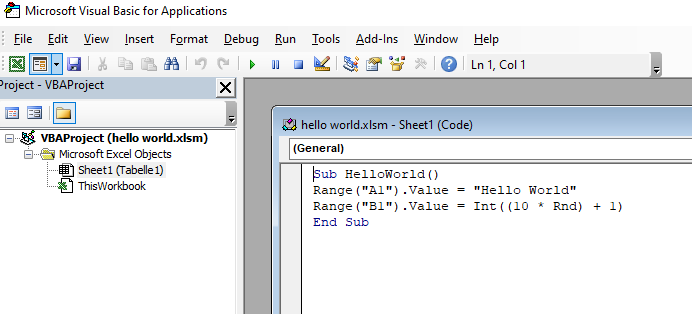 Microsoft Visual Basic for Applications
File Edit View Insert Format Debug Run Tools Add-Ins Window Help
Ln 1, Col 1
Project - VBAProject
VBAProject (hello world.xlsm)
Microsoft Excel Objects
Sheet1 (Tabelle1)
ThisWorkbook
hello world.xlsm - Sheet1 (Code)
(General)
Sub HelloWorld()
Range("A1").Value = "Hello World"
Range("B1").Value = Int((10 * Rnd) + 1)
End Sub